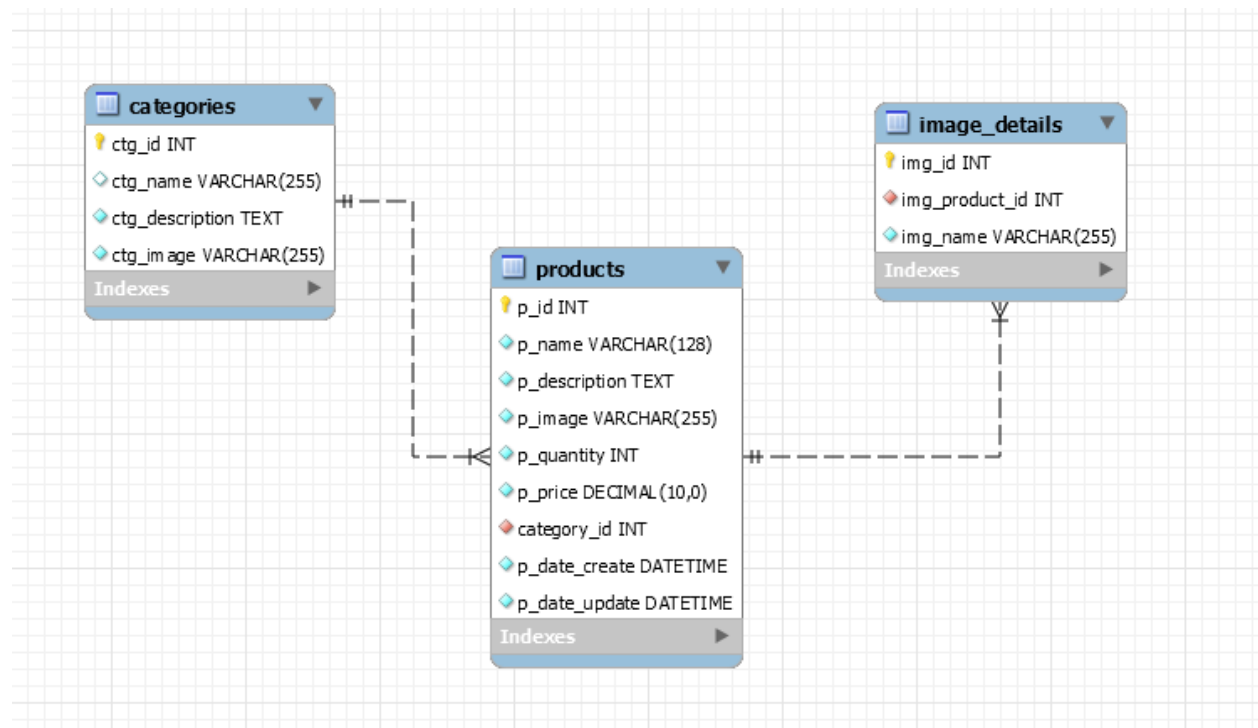 categories
ctg_id INT
ctg_name VARCHAR(255)
ctg_description TEXT
ctg_image VARCHAR(255)
Indexes
products
p_id INT
p_name VARCHAR(128)
p_description TEXT
p_image VARCHAR(255)
p_quantity INT
p_price DECIMAL(10,0)
category_id INT
p_date_create DATETIME
p_date_update DATETIME
Indexes
image_details
img_id INT
img_product_id INT
img_name VARCHAR(255)
Indexes